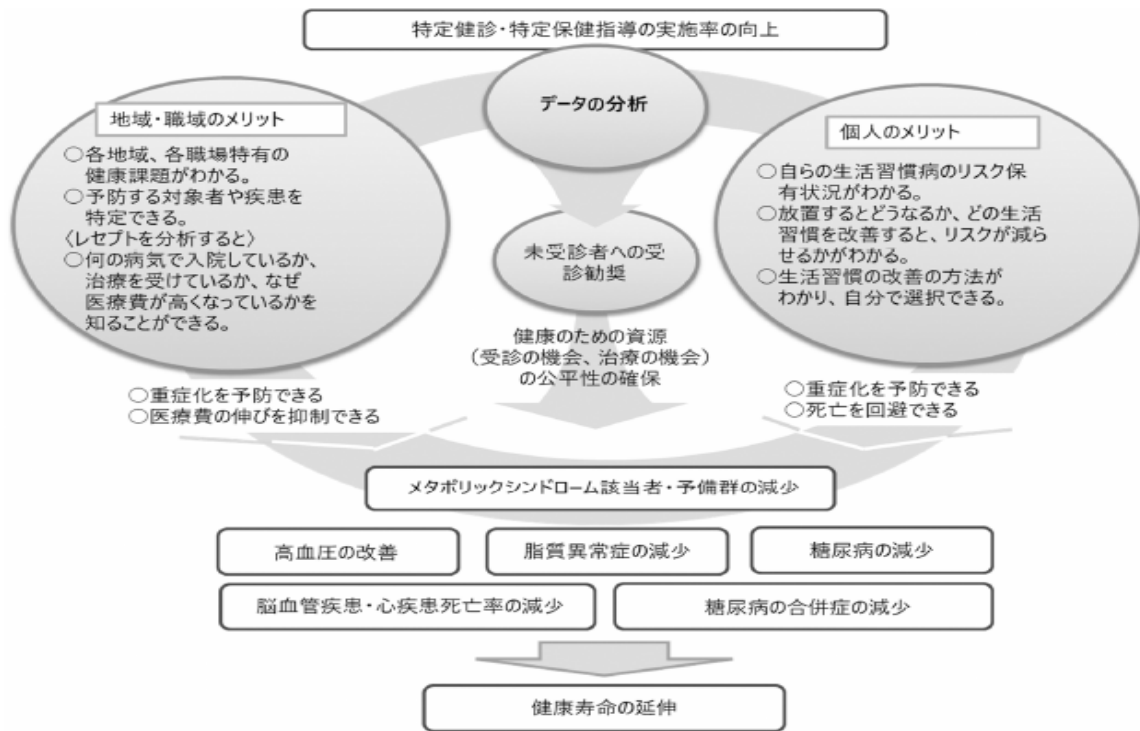 特定健診・特定保健指導の実施率の向上
データの分析
地域・職域のメリット
○各地域、各職場特有の
健康課題がわかる。
○予防する対象者や疾患を
特定できる。
〈レセプトを分析すると〉
○何の病気で入院しているか、
治療を受けているか、なぜ
医療費が高くなっているかを
知ることができる。
個人のメリット
○自らの生活習慣病のリスク保
有状況がわかる。
○放置するとどうなるか、どの生活
習慣を改善すると、リスクが減ら
せるかがわかる。
○生活習慣の改善の方法が
わかり、自分で選択できる。
未受診者への受
診勧奨
健康のための資源
（受診の機会、治療の機会）
の公平性の確保
○重症化を予防できる
○医療費の伸びを抑制できる
○重症化を予防できる
○死亡を回避できる
メタボリックシンドローム該当者・予備群の減少
高血圧の改善
脂質異常症の減少
糖尿病の減少
脳血管疾患・心疾患死亡率の減少
糖尿病の合併症の減少
健康寿命の延伸